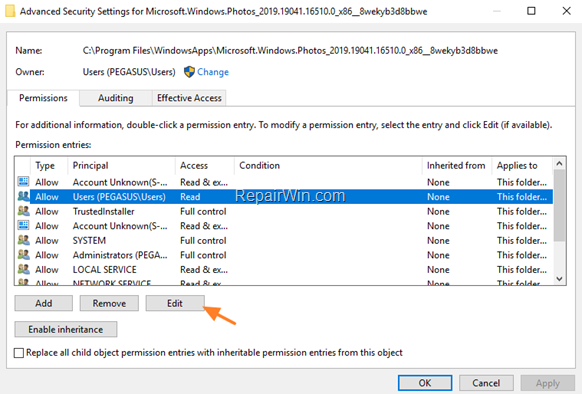 Advanced Security Settings for Microsoft.Windows.Photos_2019.19041.16510.0_x86__8wekyb3d8bbwe
Name: C:\Program Files\WindowsApps\Microsoft.Windows.Photos_2019.19041.16510.0_x86__8wekyb3d8bbwe
Owner: Users (PEGASUS\Users) Change
Permissions Auditing Effective Access
For additional information, double-click a permission entry. To modify a permission entry, select the entry and click Edit (if available).
Permission entries:
Type Principal Access Condition Inherited from Applies to
Allow Account Unknown(S-... Read & ex... None This folder...
Allow Users (PEGASUS\Users) Read None This folder...
RepairWin.com
Allow TrustedInstaller Full control None This folder...
Allow Account Unknown(S-... Read & ex... None This folder...
Allow SYSTEM Full control None This folder...
Allow Administrators (PEGA... Full control None This folder...
Allow LOCAL SERVICE Read & ex... None This folder...
Allow NETWORK SERVICE Read & ex... None This folder...
Add Remove Edit
Enable inheritance
Replace all child object permission entries with inheritable permission entries from this object
OK Cancel Apply